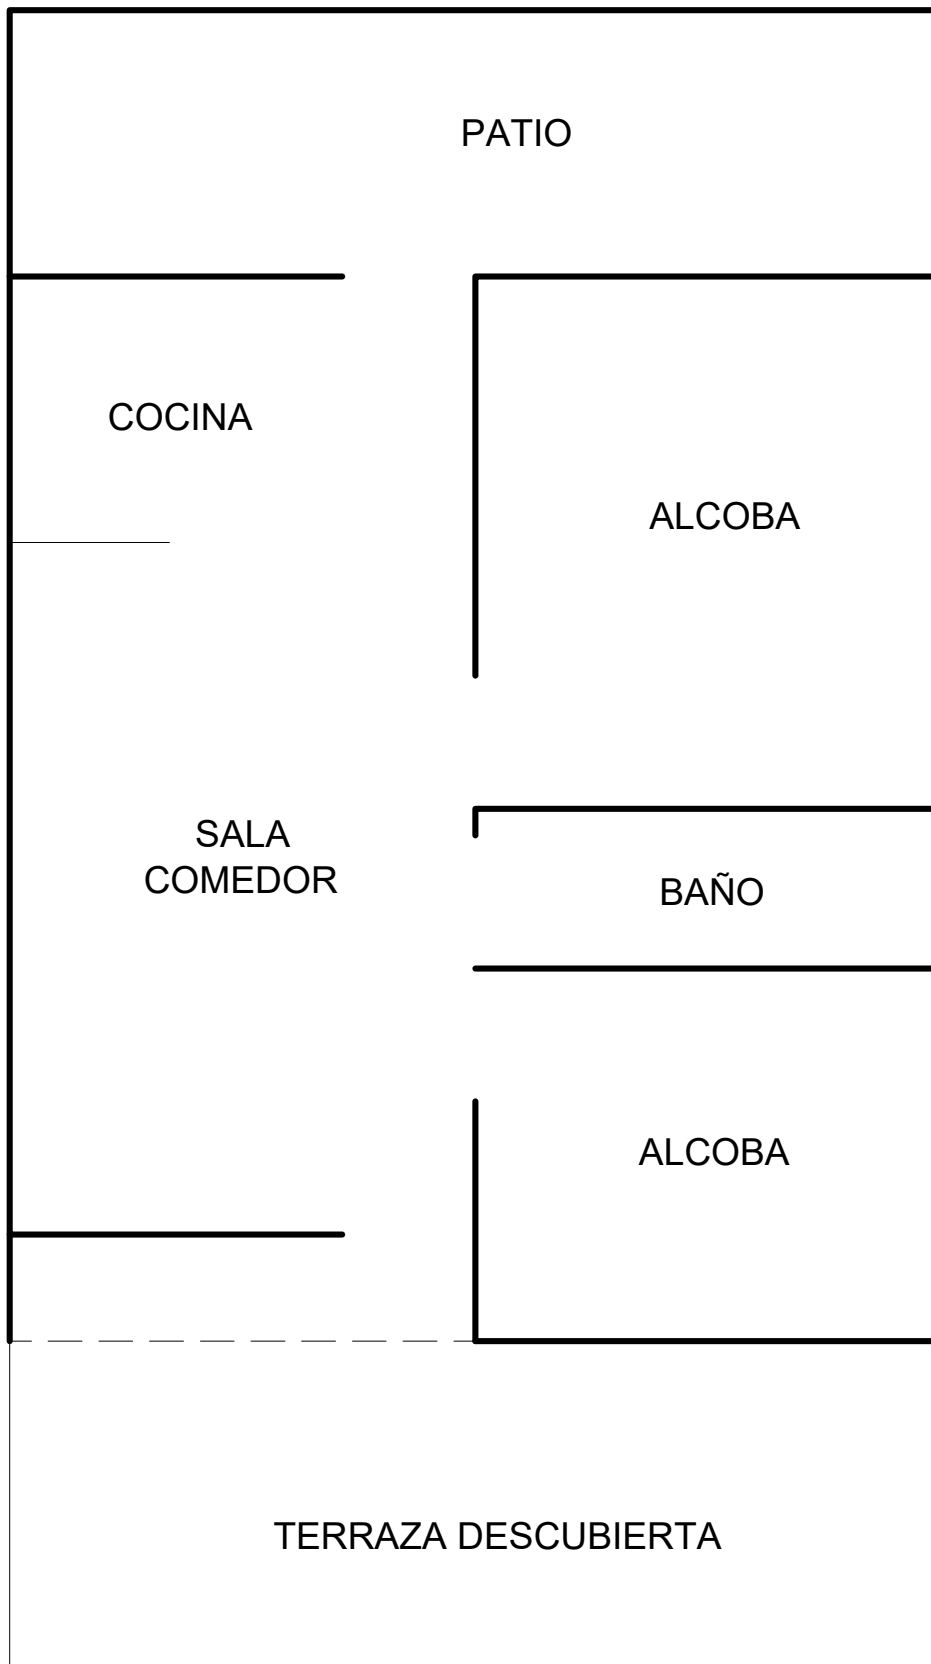 PATIO
COCINA
ALCOBA
SALA
COMEDOR
BAÑO
ALCOBA
TERRAZA DESCUBIERTA